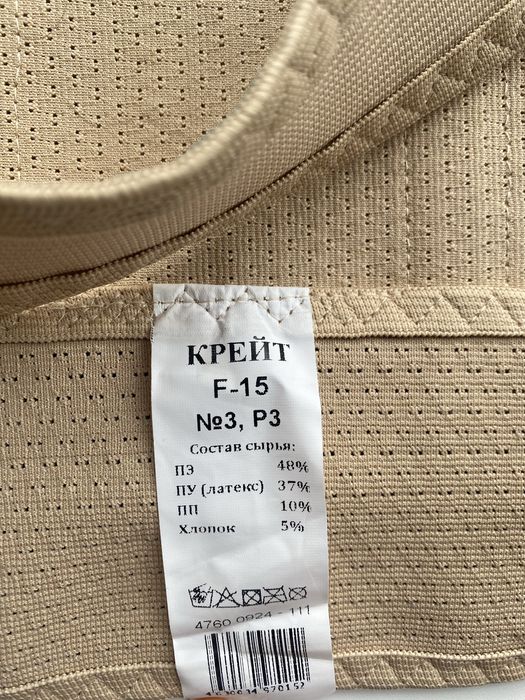 КРЕЙТ
F-15
№3, Р3
Состав сырья:
ПЭ 48%
ПУ (латекс) 37%
ПП 10%
Хлопок 5%
4760 0924 - 111